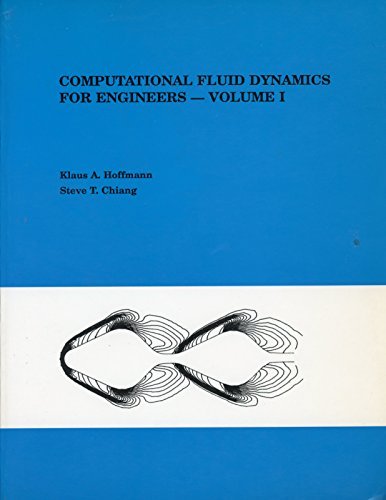 COMPUTATIONAL FLUID DYNAMICS
FOR ENGINEERS — VOLUME I
Klaus A. Hoffmann
Steve T. Chiang